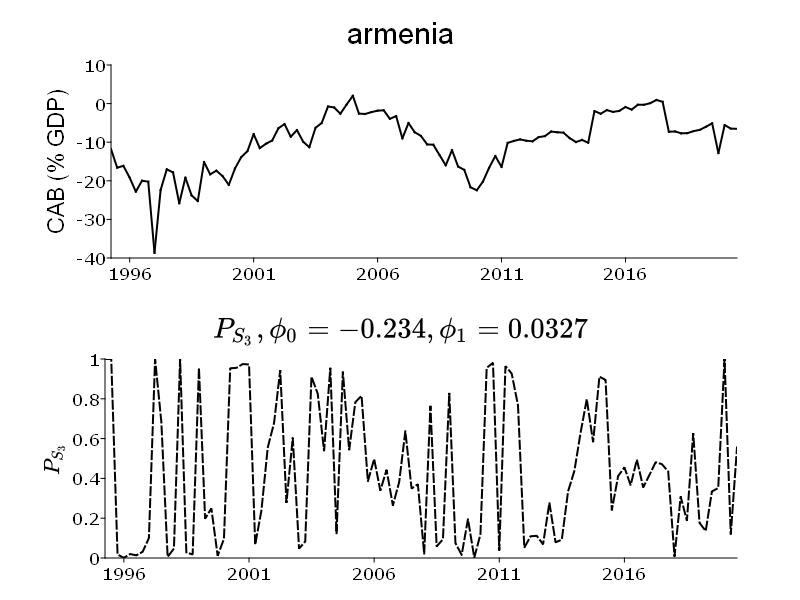 armenia
CAB (% GDP)
10
0
-10
-20
-30
-40
1996 2001 2006 2011 2016
P_{S_3}, ϕ_0 = −0.234, ϕ_1 = 0.0327
P_{S_3}
1
0.8
0.6
0.4
0.2
0
1996 2001 2006 2011 2016